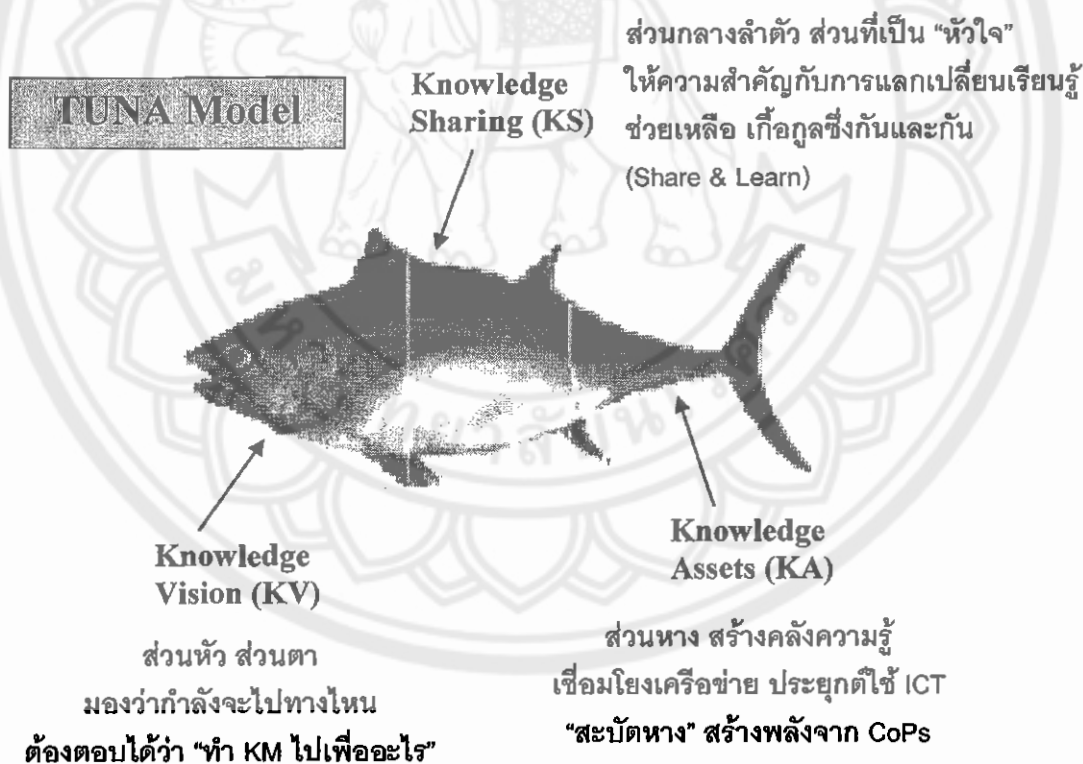 TUNA Model
Knowledge
Sharing (KS)
ส่วนกลางลำตัว ส่วนที่เป็น “หัวใจ”
ให้ความสำคัญกับการแลกเปลี่ยนเรียนรู้
ช่วยเหลือ เกื้อกูลซึ่งกันและกัน
(Share & Learn)
Knowledge
Vision (KV)
ส่วนหัว ส่วนตา
มองว่ากำลังจะไปทางไหน
ต้องตอบได้ว่า “ทำ KM ไปเพื่ออะไร”
Knowledge
Assets (KA)
ส่วนหาง สร้างคลังความรู้
เชื่อมโยงเครือข่าย ประยุกต์ใช้ ICT
“สะบัดหาง” สร้างพลังจาก CoPs